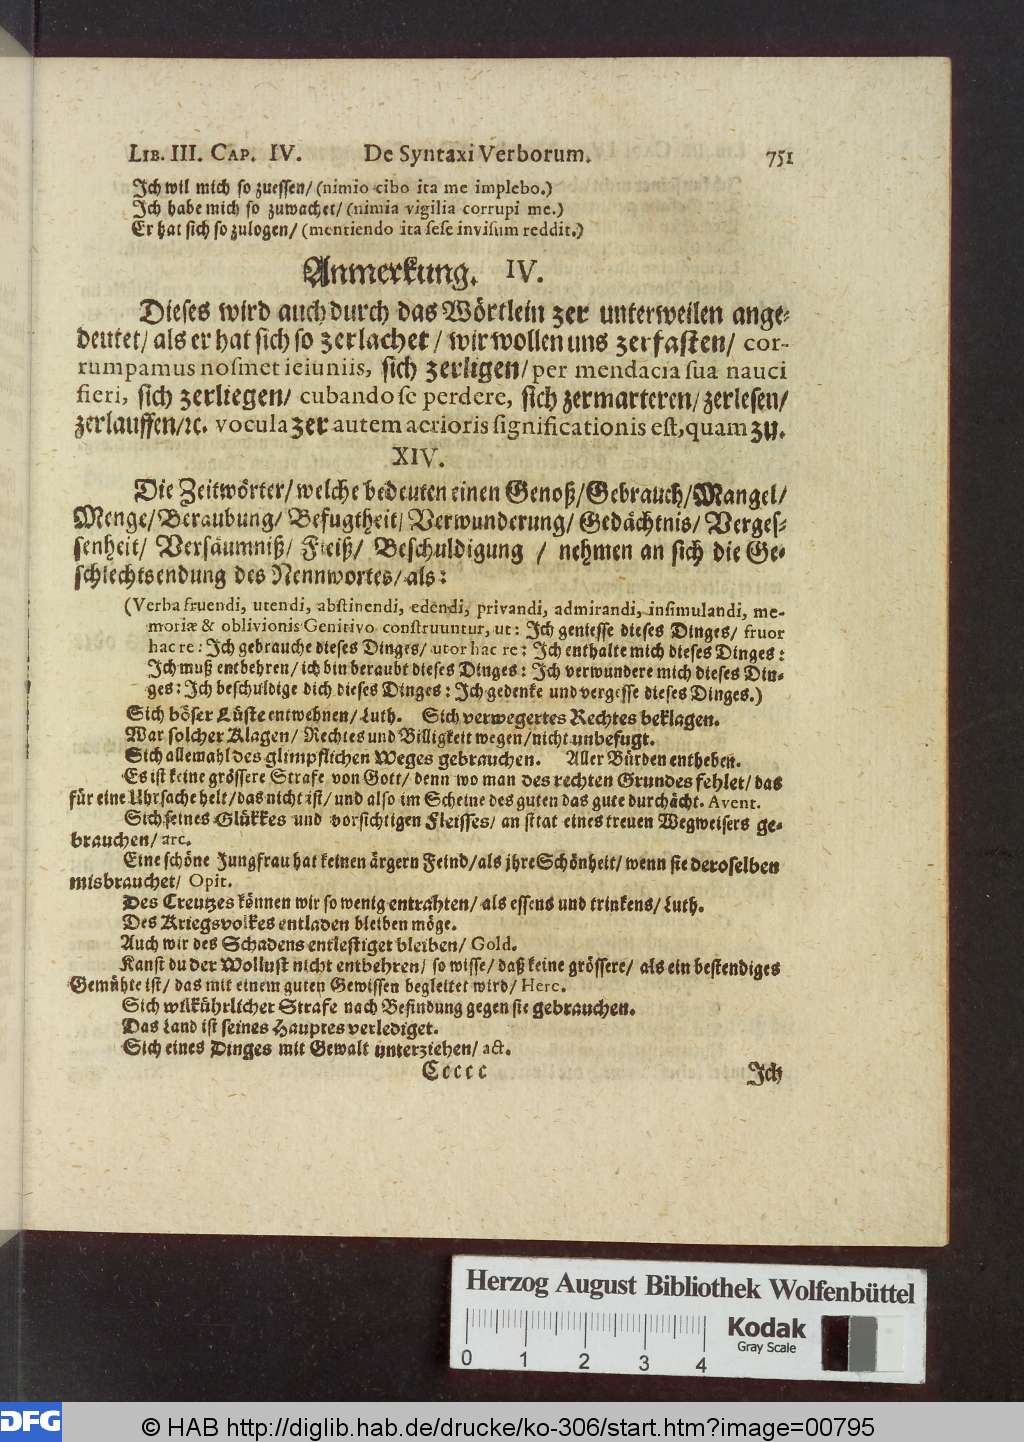 LIB. III. CAP. IV. De Syntaxi Verborum. 751
Ich wil mich so zuessen/ (nimio cibo ita me implebo.)
Ich habe mich so zuwachet/ (nimia vigilia corrupi me.)
Er hat sich so zulogen/ (mentiendo ita sese invisum reddit.)
Anmerkung. IV.
Dieses wird auch durch das Wörtlein zer unterweilen ange-
deutet/ als er hat sich so zerlachet/ wir wollen uns zerfasten/ cor-
rumpamus nosmet ieiuniis, sich zerligen/ per mendacia sua nauci
fieri, sich zerliegen/ cubando se perdere, sich zermarteren/ zerlesen/
zerlauffen/ ꝛc. vocula zer autem acrioris significationis est, quam zu.
XIV.
Die Zeitwörter/ welche bedeuten einen Genoß/ Gebrauch/ Mangel/
Menge/ Beraubung/ Befugtheit/ Verwunderung/ Gedächtnis/ Verges-
senheit/ Versäumniß/ Fleiß/ Beschuldigung / nehmen an sich die Ge-
schlechtsendung des Nennwortes/ als:
(Verba fruendi, utendi, abstinendi, edendi, privandi, admirandi, insimulandi, me-
moriæ & oblivionis Genitivo construuntur, ut: Ich geniesse dieses Dinges/ fruor
hac re: Ich gebrauche dieses Dinges/ utor hac re: Ich enthalte mich dieses Dinges:
Ich muß entbehren/ ich bin beraubt dieses Dinges: Ich verwundere mich dieses Din-
ges: Ich beschuldige dich dieses Dinges: Ich gedenke und vergesse dieses Dinges.)
Sich böser Lüste entwehnen/ Luth. Sich verwegertes Rechtes beklagen.
War solcher Klagen/ Rechtes und Billigkeit wegen/ nicht unbefugt.
Sich allemahl des glimpflichen Weges gebrauchen. Aller Bürden entheben.
Es ist keine grössere Strafe von Gott/ denn wo man des rechten Grundes fehlet/ das
für eine Uhrsache helt/ das nicht ist/ und also im Scheine des guten das gute durchächt. Avent.
Sich seines Glükkes und vorsichtigen Fleisses/ an stat eines treuen Wegweisers ge-
brauchen/ arc.
Eine schöne Jungfrau hat keinen ärgern Feind/ als jhre Schönheit/ wenn sie deroselben
misbrauchet/ Opit.
Des Creutzes können wir so wenig entrahten/ als essens und trinkens/ Luth.
Des Kriegsvolkes entladen bleiben möge.
Auch wir des Schadens entlestiget bleiben/ Gold.
Kanst du der Wollust nicht entbehren/ so wisse/ daß keine grössere/ als ein bestendiges
Gemühte ist/ das mit einem guten Gewissen begleitet wird/ Herc.
Sich wilkührlicher Strafe nach Befindung gegen sie gebrauchen.
Das Land ist seines Hauptes verlediget.
Sich eines Dinges mit Gewalt unterziehen/ act.
Ccccc Ich
Herzog August Bibliothek Wolfenbüttel
Kodak
Gray Scale
0 1 2 3 4
DFG
© HAB http://diglib.hab.de/drucke/ko-306/start.htm?image=00795